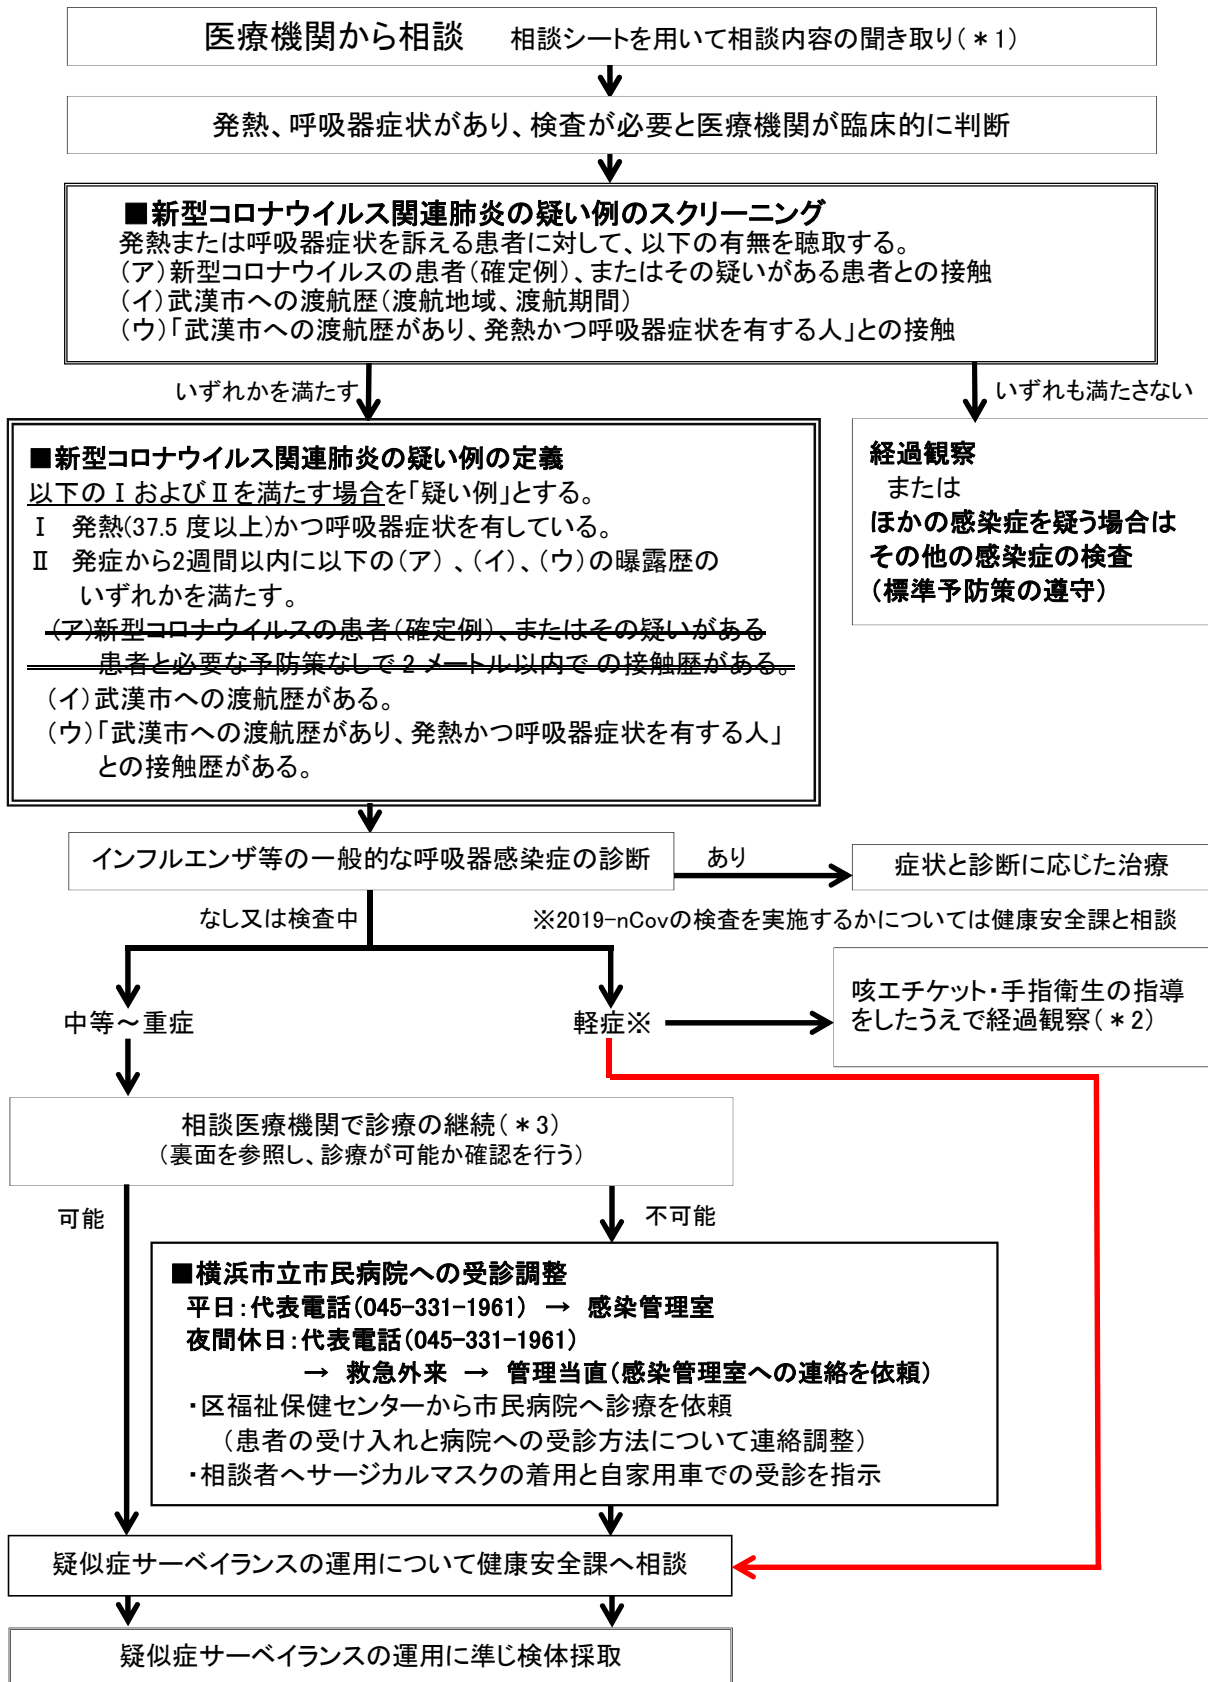 医療機関から相談　相談シートを用いて相談内容の聞き取り(＊1)
発熱、呼吸器症状があり、検査が必要と医療機関が臨床的に判断
■新型コロナウイルス関連肺炎の疑い例のスクリーニング
発熱または呼吸器症状を訴える患者に対して、以下の有無を聴取する。
(ア)新型コロナウイルスの患者(確定例)、またはその疑いがある患者との接触
(イ)武漢市への渡航歴(渡航地域、渡航期間)
(ウ)「武漢市への渡航歴があり、発熱かつ呼吸器症状を有する人」との接触
いずれかを満たす
いずれも満たさない
■新型コロナウイルス関連肺炎の疑い例の定義
以下のⅠおよびⅡを満たす場合を「疑い例」とする。
Ⅰ　発熱(37.5 度以上)かつ呼吸器症状を有している。
Ⅱ　発症から2週間以内に以下の(ア)、(イ)、(ウ)の曝露歴の
いずれかを満たす。
(ア)新型コロナウイルスの患者(確定例)、またはその疑いがある
患者と必要な予防策なしで 2 メートル以内での接触歴がある。
(イ)武漢市への渡航歴がある。
(ウ)「武漢市への渡航歴があり、発熱かつ呼吸器症状を有する人」
との接触歴がある。
経過観察
または
ほかの感染症を疑う場合は
その他の感染症の検査
(標準予防策の遵守)
インフルエンザ等の一般的な呼吸器感染症の診断
あり
症状と診断に応じた治療
なし又は検査中
※2019-nCovの検査を実施するかについては健康安全課と相談
中等～重症
軽症※
咳エチケット・手指衛生の指導
をしたうえで経過観察(＊2)
相談医療機関で診療の継続(＊3)
(裏面を参照し、診療が可能か確認を行う)
可能
不可能
■横浜市立市民病院への受診調整
平日:代表電話(045-331-1961) → 感染管理室
夜間休日:代表電話(045-331-1961)
→ 救急外来 → 管理当直(感染管理室への連絡を依頼)
・区福祉保健センターから市民病院へ診療を依頼
(患者の受け入れと病院への受診方法について連絡調整)
・相談者へサージカルマスクの着用と自家用車での受診を指示
疑似症サーベイランスの運用について健康安全課へ相談
疑似症サーベイランスの運用に準じ検体採取